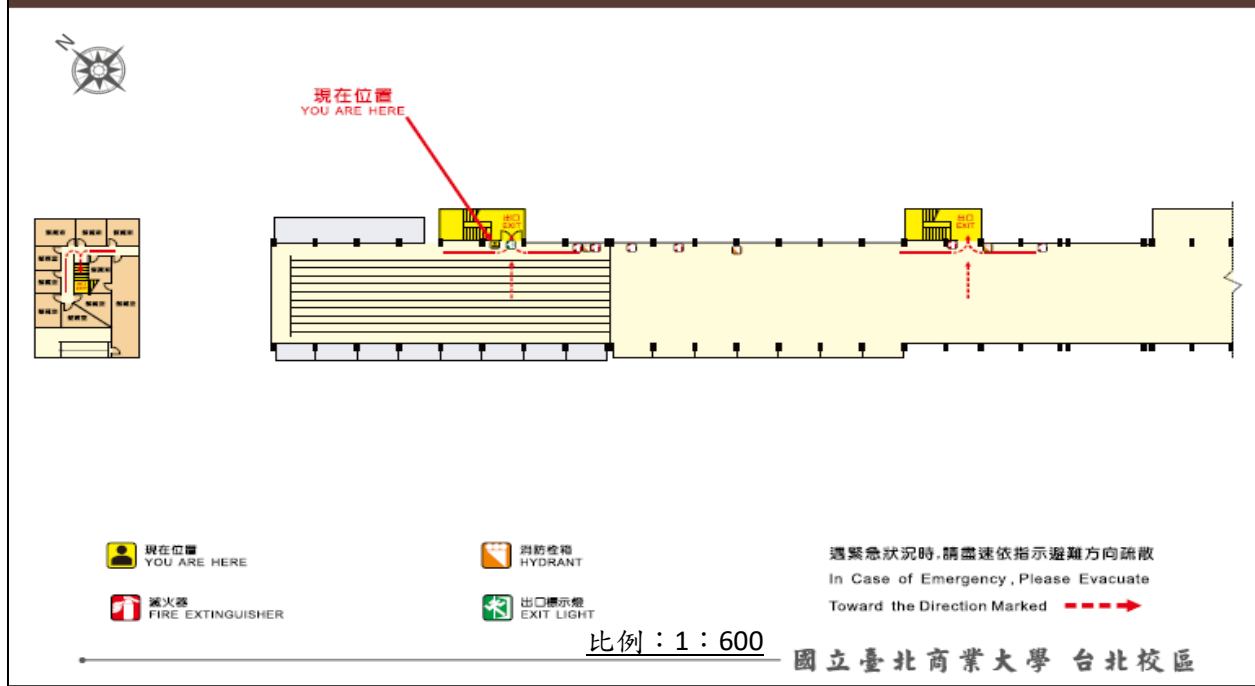 N
現在位置
YOU ARE HERE
出口
EXIT
出口
EXIT
現在位置
YOU ARE HERE
消防栓箱
HYDRANT
滅火器
FIRE EXTINGUISHER
出口標示燈
EXIT LIGHT
遇緊急狀況時,請盡速依指示避難方向疏散
In Case of Emergency, Please Evacuate
Toward the Direction Marked
比例：1：600
國立臺北商業大學 台北校區